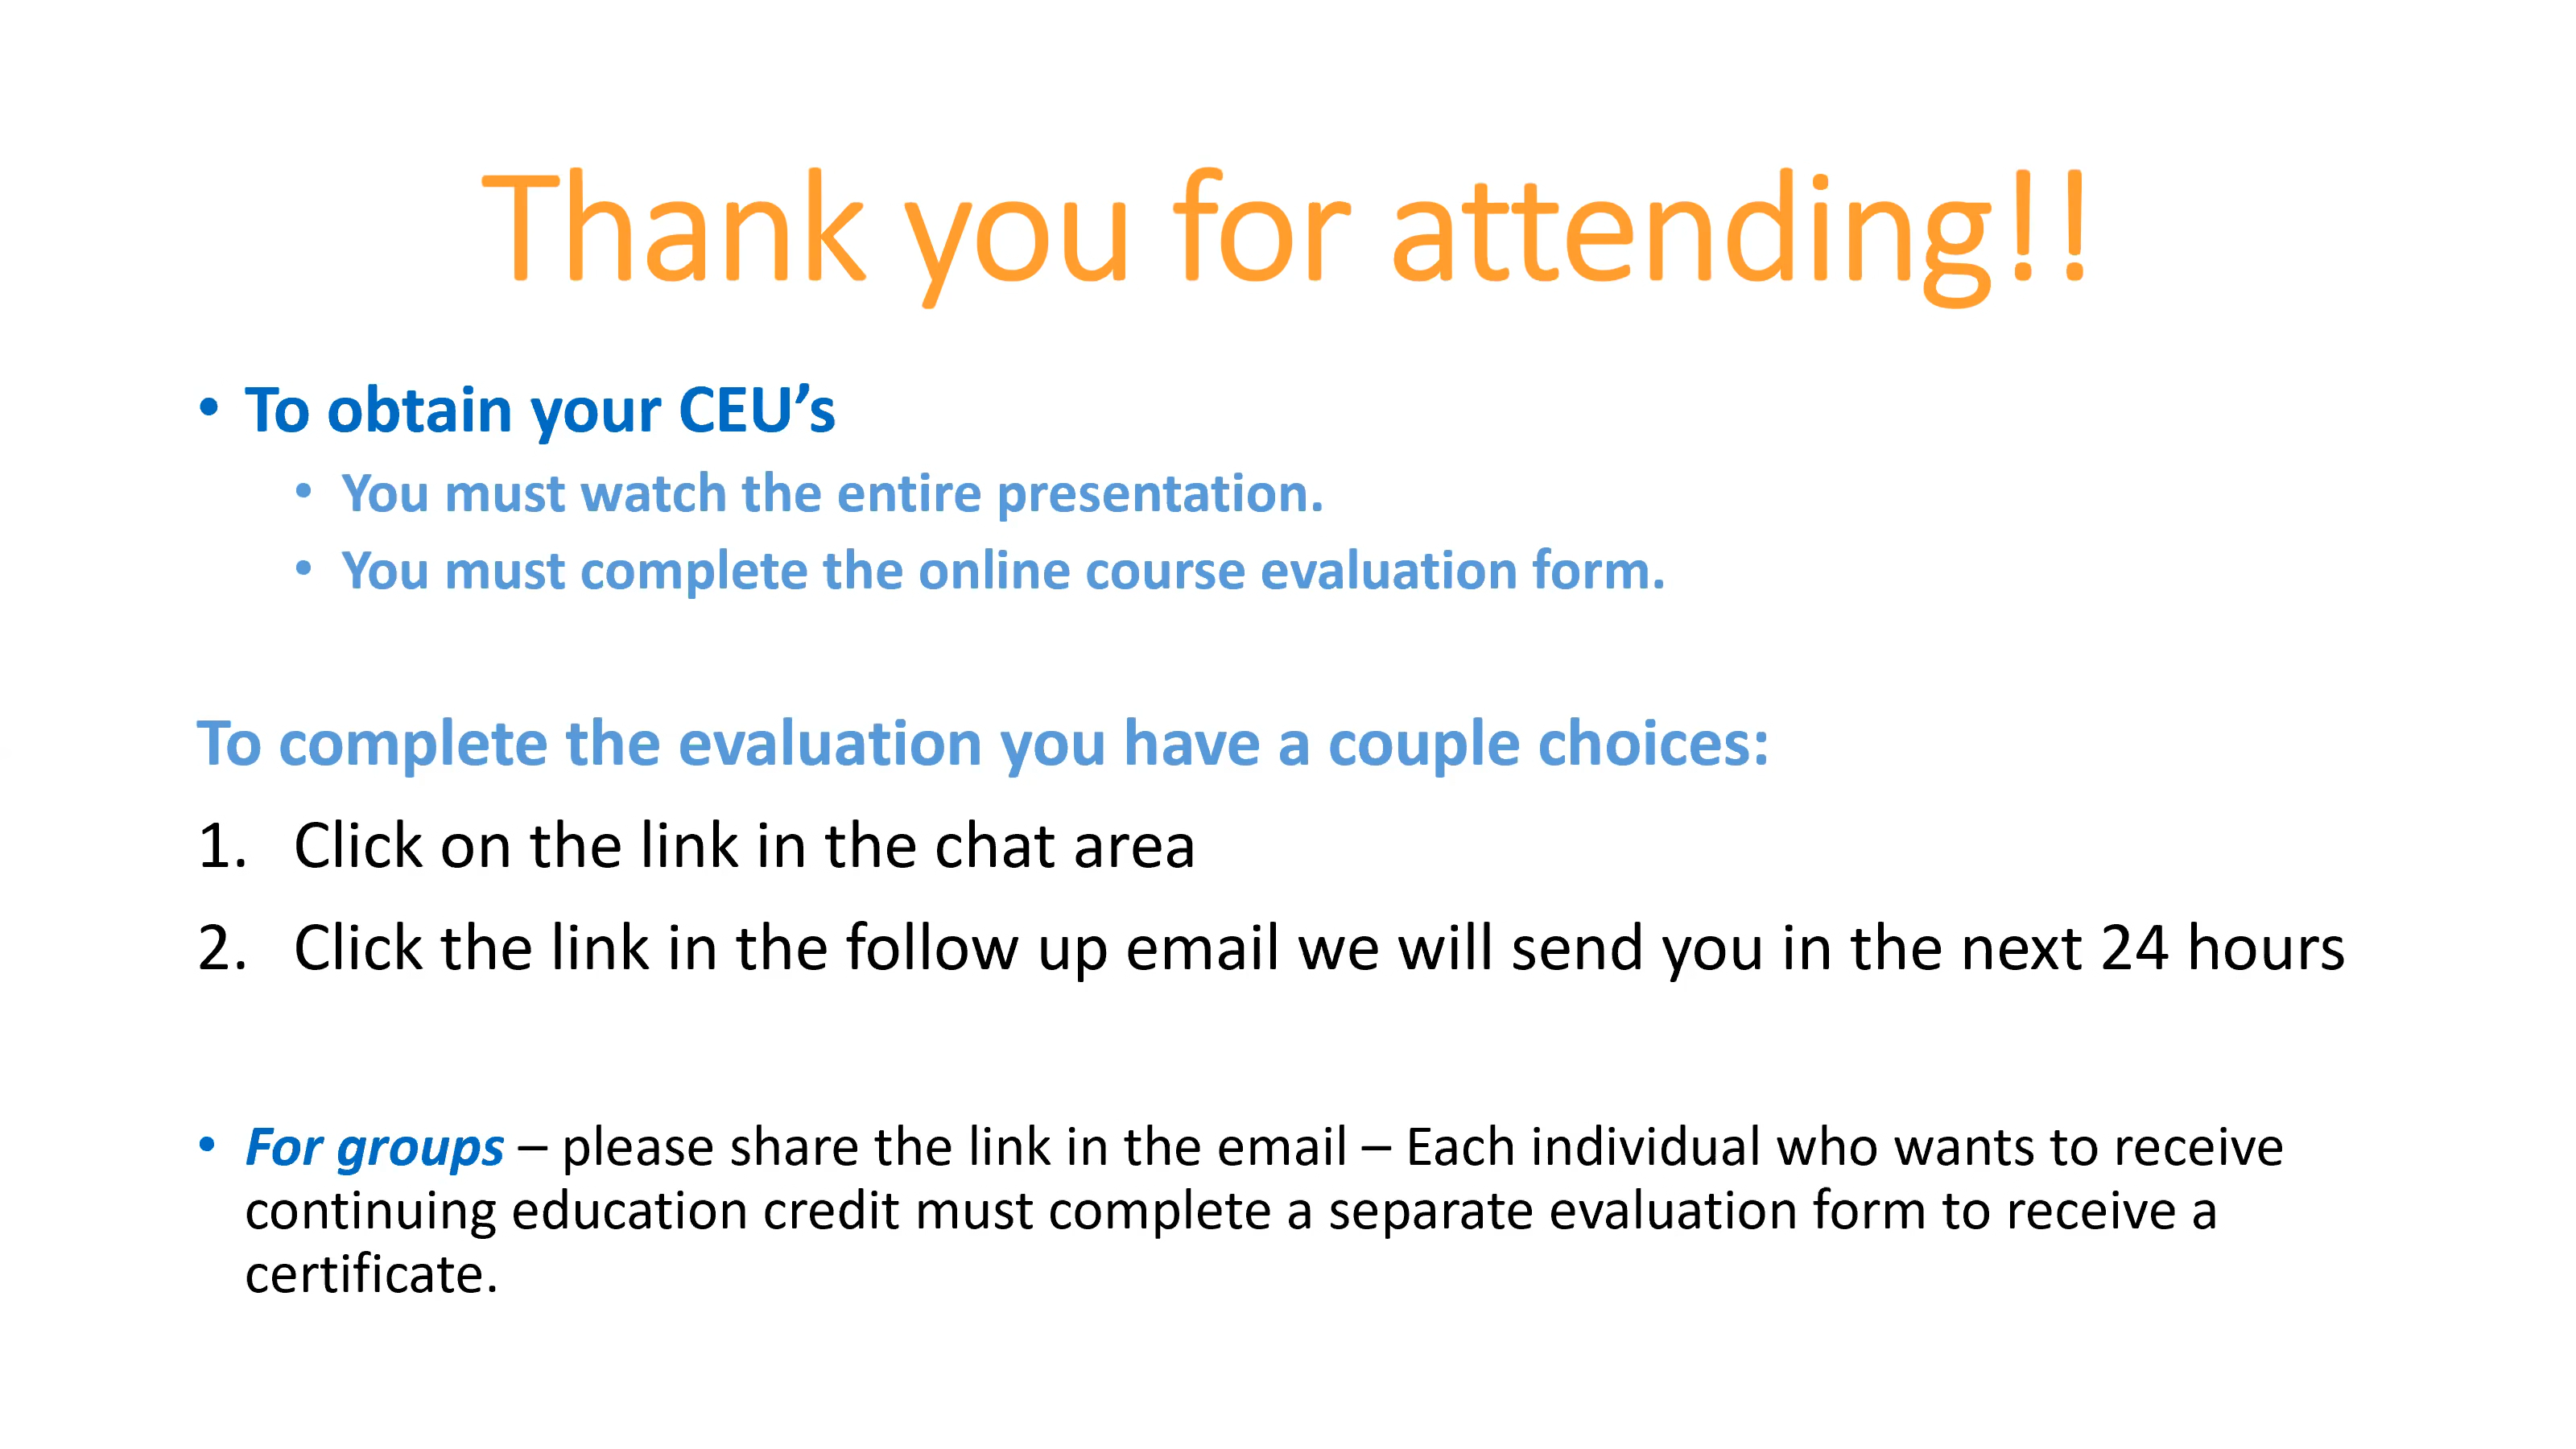 Thank you for attending!!
• To obtain your CEU’s
• You must watch the entire presentation.
• You must complete the online course evaluation form.
To complete the evaluation you have a couple choices:
1. Click on the link in the chat area
2. Click the link in the follow up email we will send you in the next 24 hours
• For groups – please share the link in the email – Each individual who wants to receive
continuing education credit must complete a separate evaluation form to receive a
certificate.